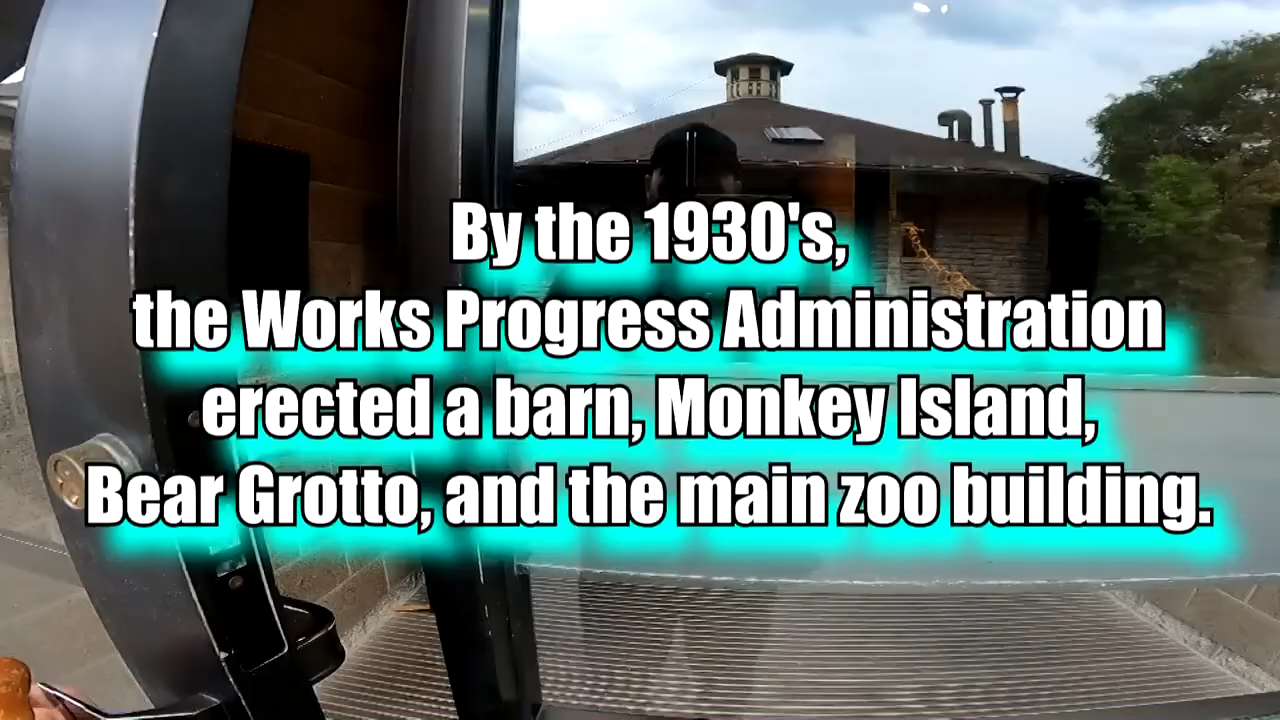 By the 1930's,
the Works Progress Administration
erected a barn, Monkey Island,
Bear Grotto, and the main zoo building.